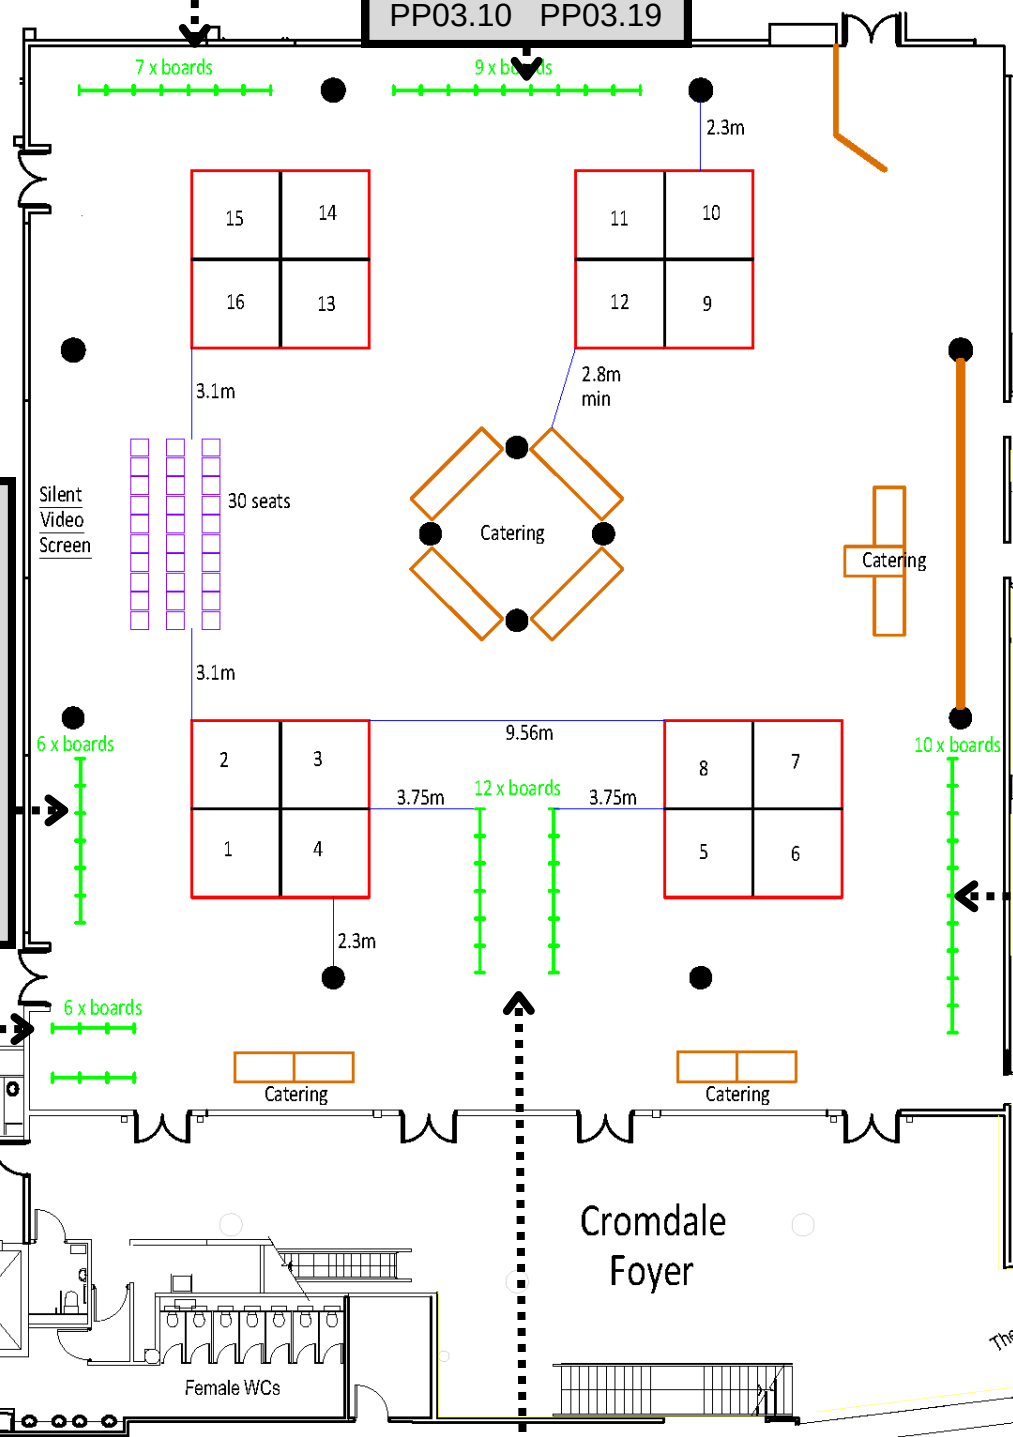 PP03.10 PP03.19
7 x boards
9 x boards
2.3m
15
14
11
10
16
13
12
9
3.1m
2.8m
min
Silent
Video
Screen
30 seats
Catering
Catering
3.1m
9.56m
6 x boards
10 x boards
2
3
8
7
12 x boards
3.75m
3.75m
1
4
5
6
2.3m
6 x boards
Catering
Catering
Cromdale
Foyer
The
Female WCs